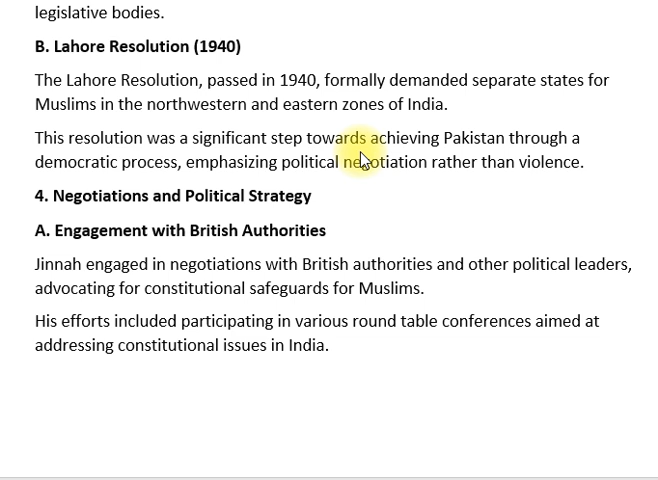 legislative bodies.
B. Lahore Resolution (1940)
The Lahore Resolution, passed in 1940, formally demanded separate states for
Muslims in the northwestern and eastern zones of India.
This resolution was a significant step towards achieving Pakistan through a
democratic process, emphasizing political negotiation rather than violence.
4. Negotiations and Political Strategy
A. Engagement with British Authorities
Jinnah engaged in negotiations with British authorities and other political leaders,
advocating for constitutional safeguards for Muslims.
His efforts included participating in various round table conferences aimed at
addressing constitutional issues in India.